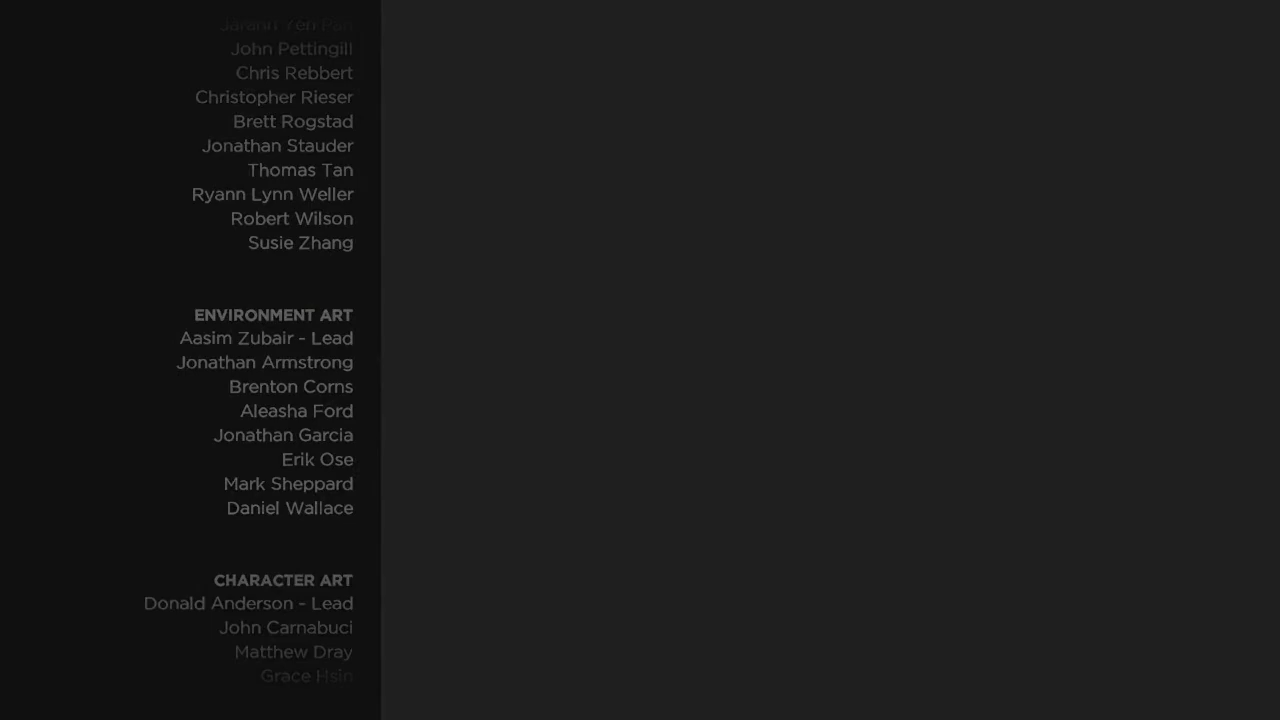 John Pettingill
Chris Rebbert
Christopher Rieser
Brett Rogstad
Jonathan Stauder
Thomas Tan
Ryann Lynn Weller
Robert Wilson
Susie Zhang
ENVIRONMENT ART
Aasim Zubair - Lead
Jonathan Armstrong
Brenton Corns
Aleasha Ford
Jonathan Garcia
Erik Ose
Mark Sheppard
Daniel Wallace
CHARACTER ART
Donald Anderson - Lead
John Carnabuci
Matthew Dray
Grace Hsin